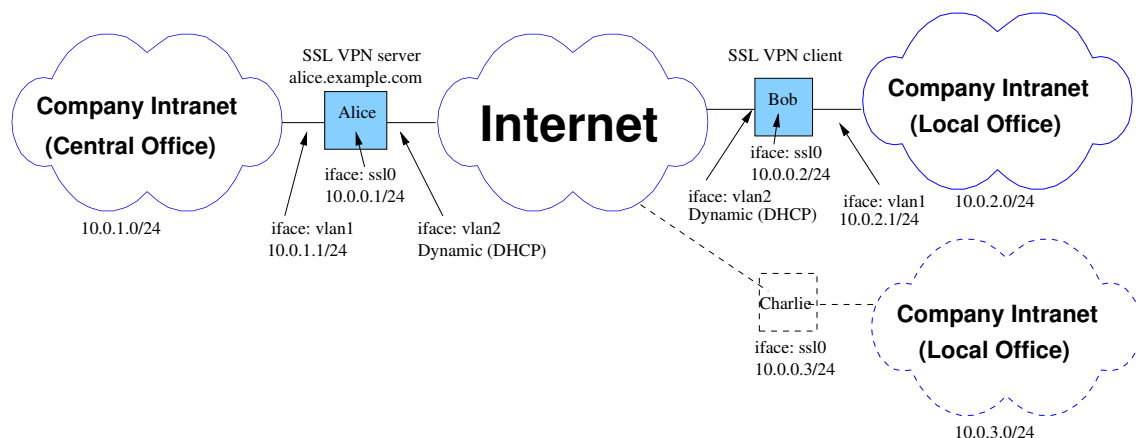 SSL VPN server
alice.example.com
SSL VPN client
Company Intranet
(Central Office)
Alice
Internet
Bob
Company Intranet
(Local Office)
iface: ssl0
10.0.0.1/24
iface: ssl0
10.0.0.2/24
10.0.1.0/24
iface: vlan1
10.0.1.1/24
iface: vlan2
Dynamic (DHCP)
iface: vlan2
Dynamic (DHCP)
iface: vlan1
10.0.2.1/24
10.0.2.0/24
Charlie
iface: ssl0
10.0.0.3/24
Company Intranet
(Local Office)
10.0.3.0/24